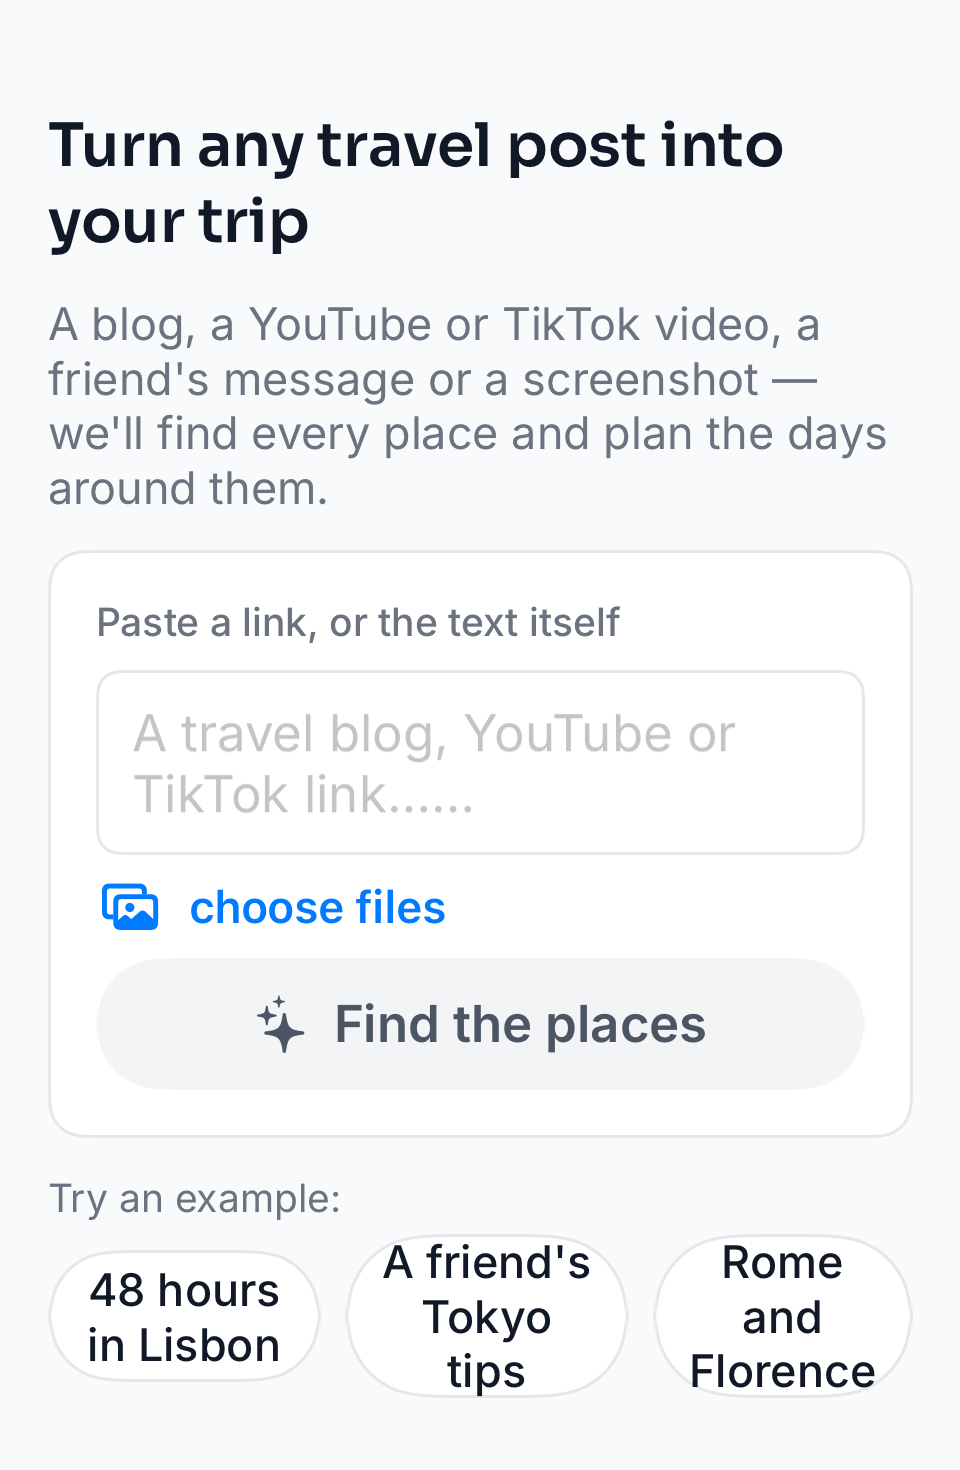 Turn any travel post into
your trip
A blog, a YouTube or TikTok video, a
friend's message or a screenshot —
we'll find every place and plan the days
around them.
Paste a link, or the text itself
A travel blog, YouTube or
TikTok link......
choose files
Find the places
Try an example:
48 hours
in Lisbon
A friend's
Tokyo
tips
Rome
and
Florence